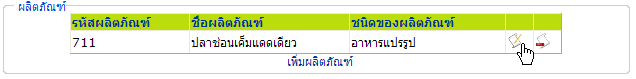 ผลิตภัณฑ์
รหัสผลิตภัณฑ์ ชื่อผลิตภัณฑ์ ชนิดของผลิตภัณฑ์
711 ปลาช่อนเค็มแดดเดียว อาหารแปรรูป
เพิ่มผลิตภัณฑ์